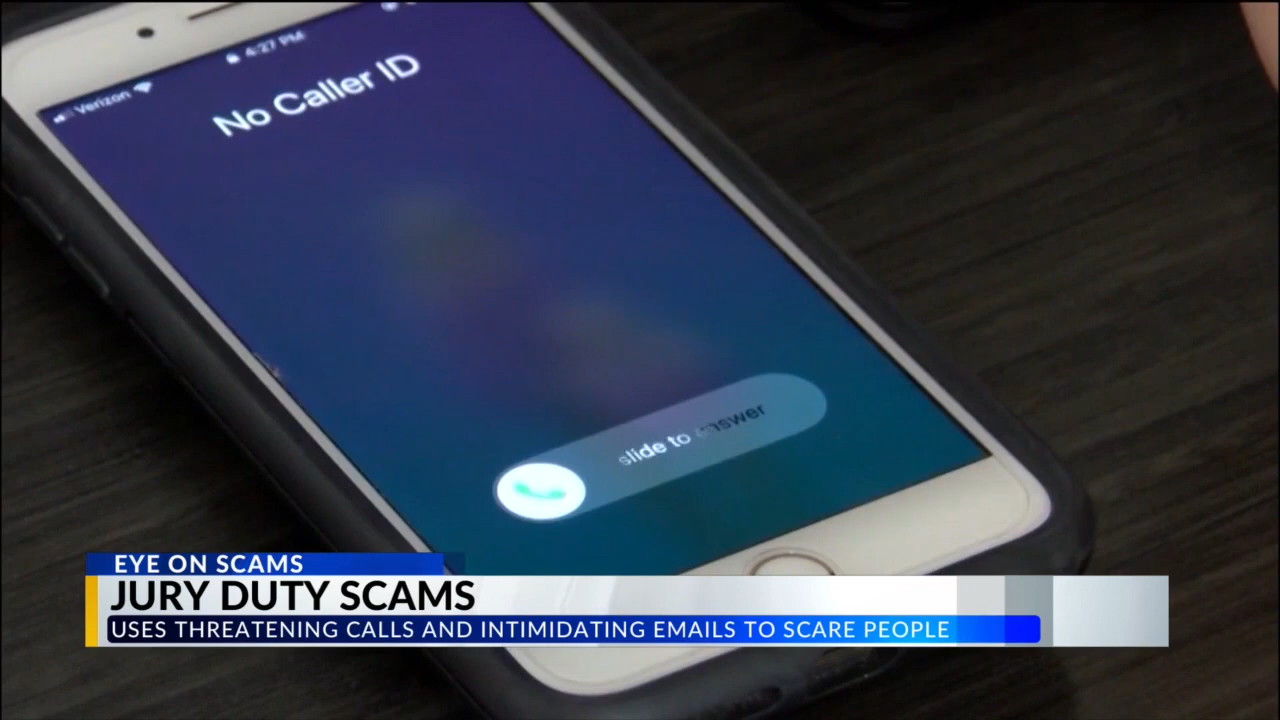 4:27 PM
Verizon
No Caller ID
slide to answer
EYE ON SCAMS
JURY DUTY SCAMS
USES THREATENING CALLS AND INTIMIDATING EMAILS TO SCARE PEOPLE